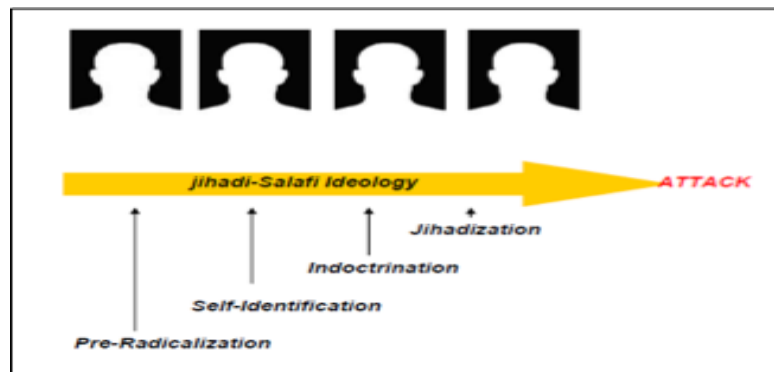 jihadi-Salafi Ideology ATTACK
Jihadization
Indoctrination
Self-Identification
Pre-Radicalization